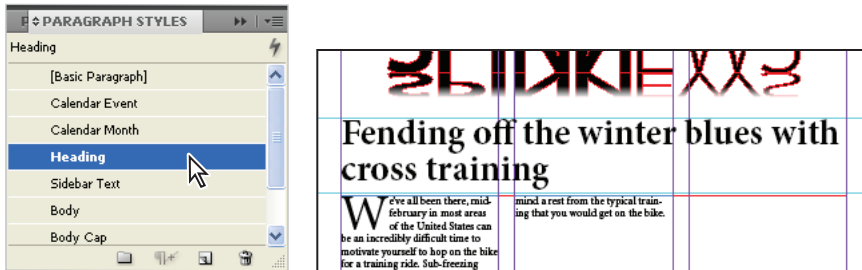 PARAGRAPH STYLES
Heading
[Basic Paragraph]
Calendar Event
Calendar Month
Heading
Sidebar Text
Body
Body Cap
Fending off the winter blues with
cross training
We've all been there, mid-
february in most areas
of the United States can
be an incredibly difficult time to
motivate yourself to hop on the bike
for a training ride. Sub-freezing
mind a rest from the typical train-
ing that you would get on the bike.